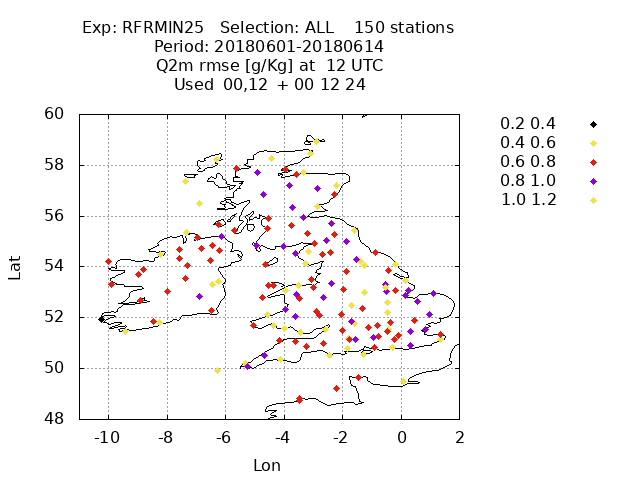 Exp: RFRMIN25 Selection: ALL 150 stations
Period: 20180601-20180614
Q2m rmse [g/Kg] at 12 UTC
Used 00,12 + 00 12 24
60
58
56
54
52
50
48
Lat
-10 -8 -6 -4 -2 0 2
Lon
0.2 0.4
0.4 0.6
0.6 0.8
0.8 1.0
1.0 1.2